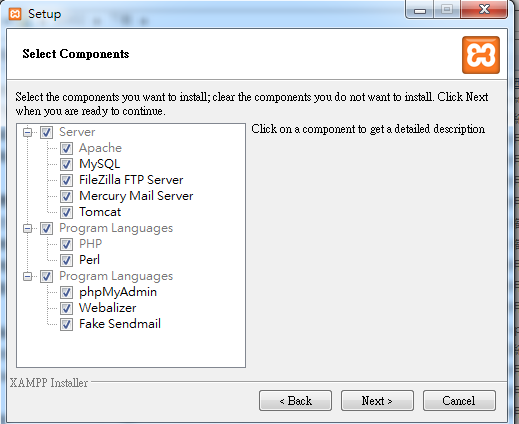 Setup
Select Components
Select the components you want to install; clear the components you do not want to install. Click Next
when you are ready to continue.
Server
Apache
MySQL
FileZilla FTP Server
Mercury Mail Server
Tomcat
Program Languages
PHP
Perl
Program Languages
phpMyAdmin
Webalizer
Fake Sendmail
Click on a component to get a detailed description
XAMPP Installer
< Back
Next >
Cancel